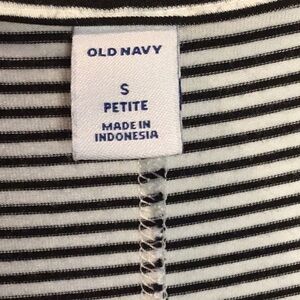 OLD NAVY
S
PETITE
MADE IN
INDONESIA